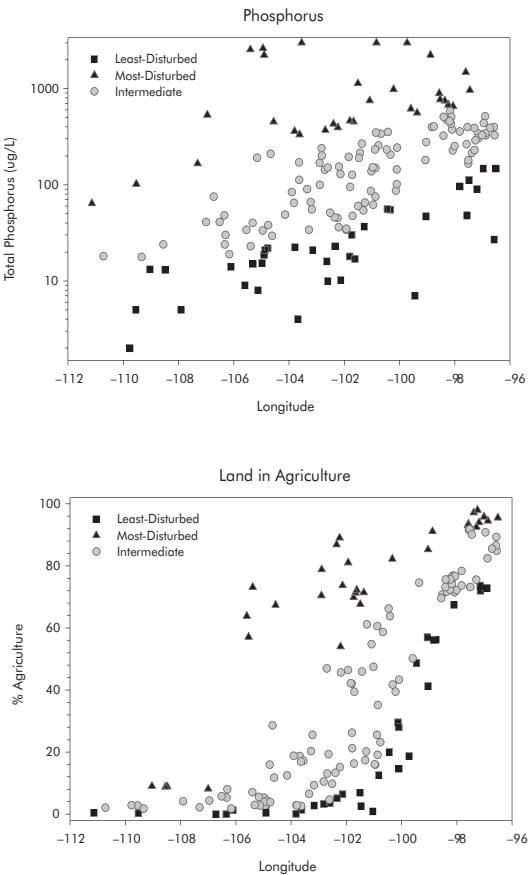 Phosphorus
Least-Disturbed
Most-Disturbed
Intermediate
1000
100
10
Total Phosphorus (ug/L)
−112 −110 −108 −106 −104 −102 −100 −98 −96
Longitude
Land in Agriculture
Least-Disturbed
Most-Disturbed
Intermediate
100
80
60
40
20
0
% Agriculture
−112 −110 −108 −106 −104 −102 −100 −98 −96
Longitude